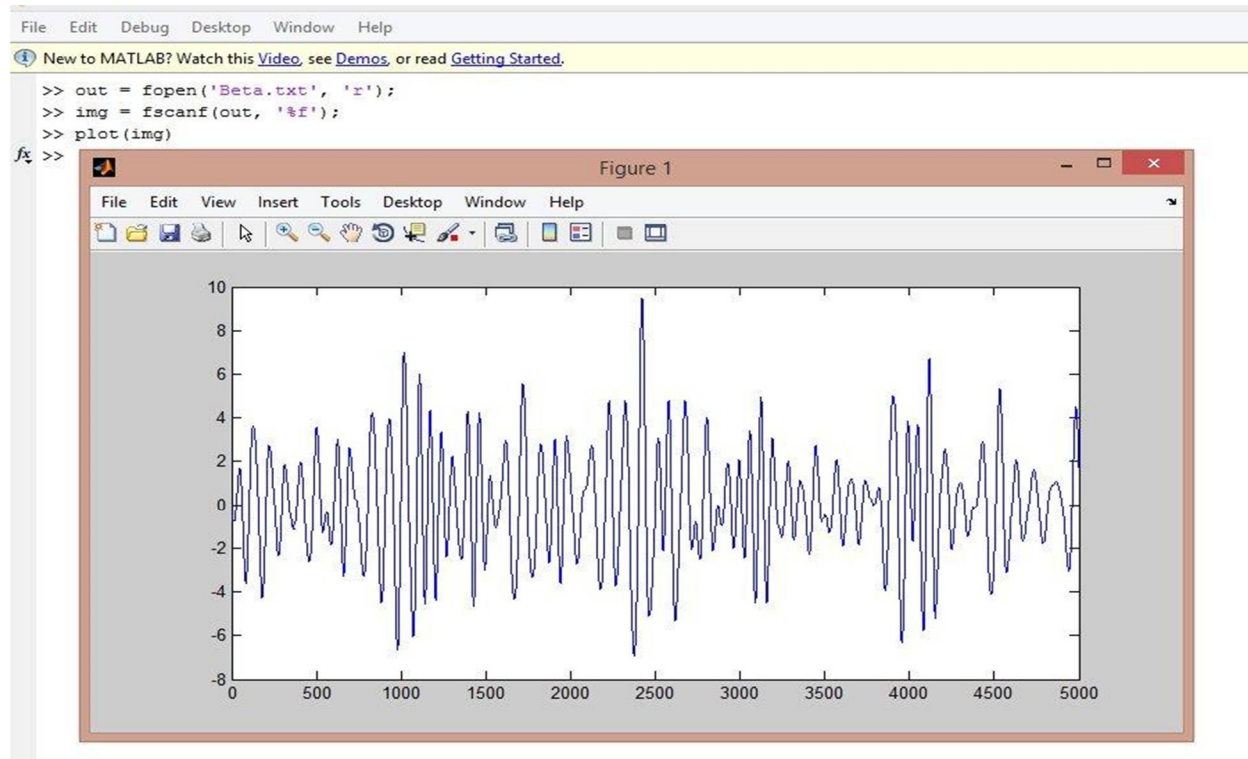 File Edit Debug Desktop Window Help
New to MATLAB? Watch this Video, see Demos, or read Getting Started.
>> out = fopen('Beta.txt', 'r');
>> img = fscanf(out, '%f');
>> plot(img)
fx >>
Figure 1
File Edit View Insert Tools Desktop Window Help
10
8
6
4
2
0
-2
-4
-6
-8
0 500 1000 1500 2000 2500 3000 3500 4000 4500 5000